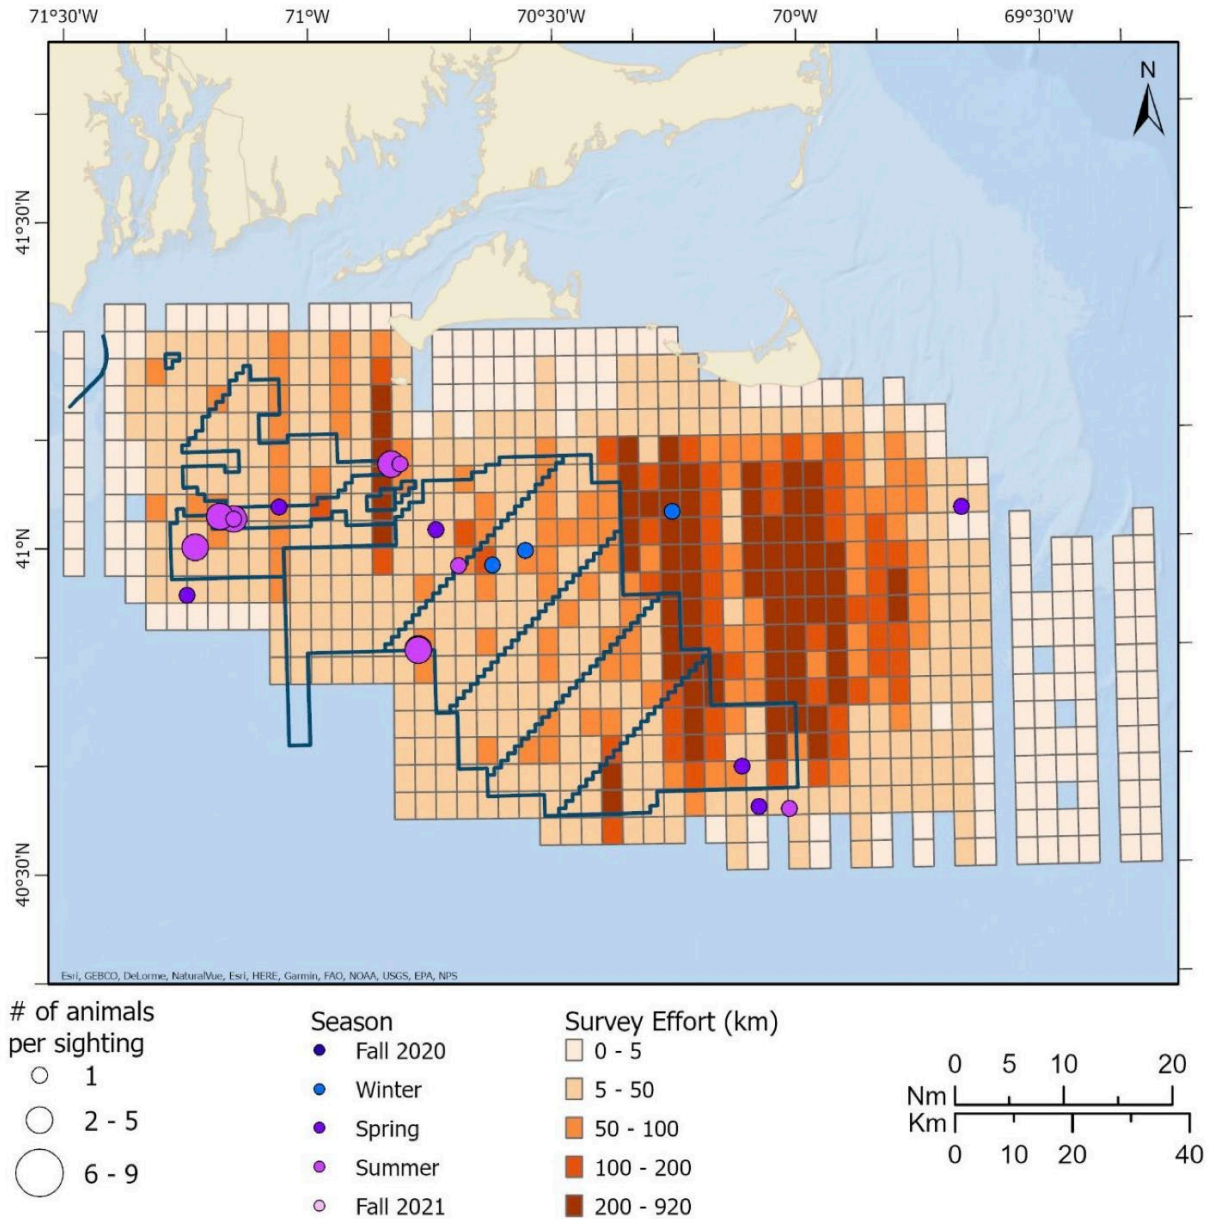 71°30'W 71°W 70°30'W 70°W 69°30'W
N
41°30'N
41°N
40°30'N
Esri, GEBCO, DeLorme, NaturalVue, Esri, HERE, Garmin, FAO, NOAA, USGS, EPA, NPS
# of animals
per sighting
1
2 - 5
6 - 9
Season
Fall 2020
Winter
Spring
Summer
Fall 2021
Survey Effort (km)
0 - 5
5 - 50
50 - 100
100 - 200
200 - 920
0 5 10 20
Nm
Km
0 10 20 40